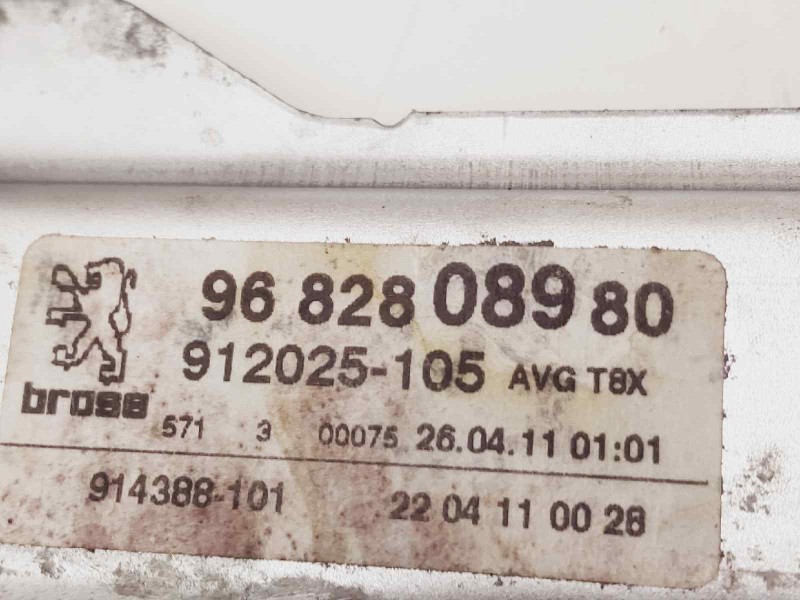 96 828 089 80
912025-105 AVG T8X
brose
571 3 00075 26.04.11 01:01
914388-101 22 04 11 00 28